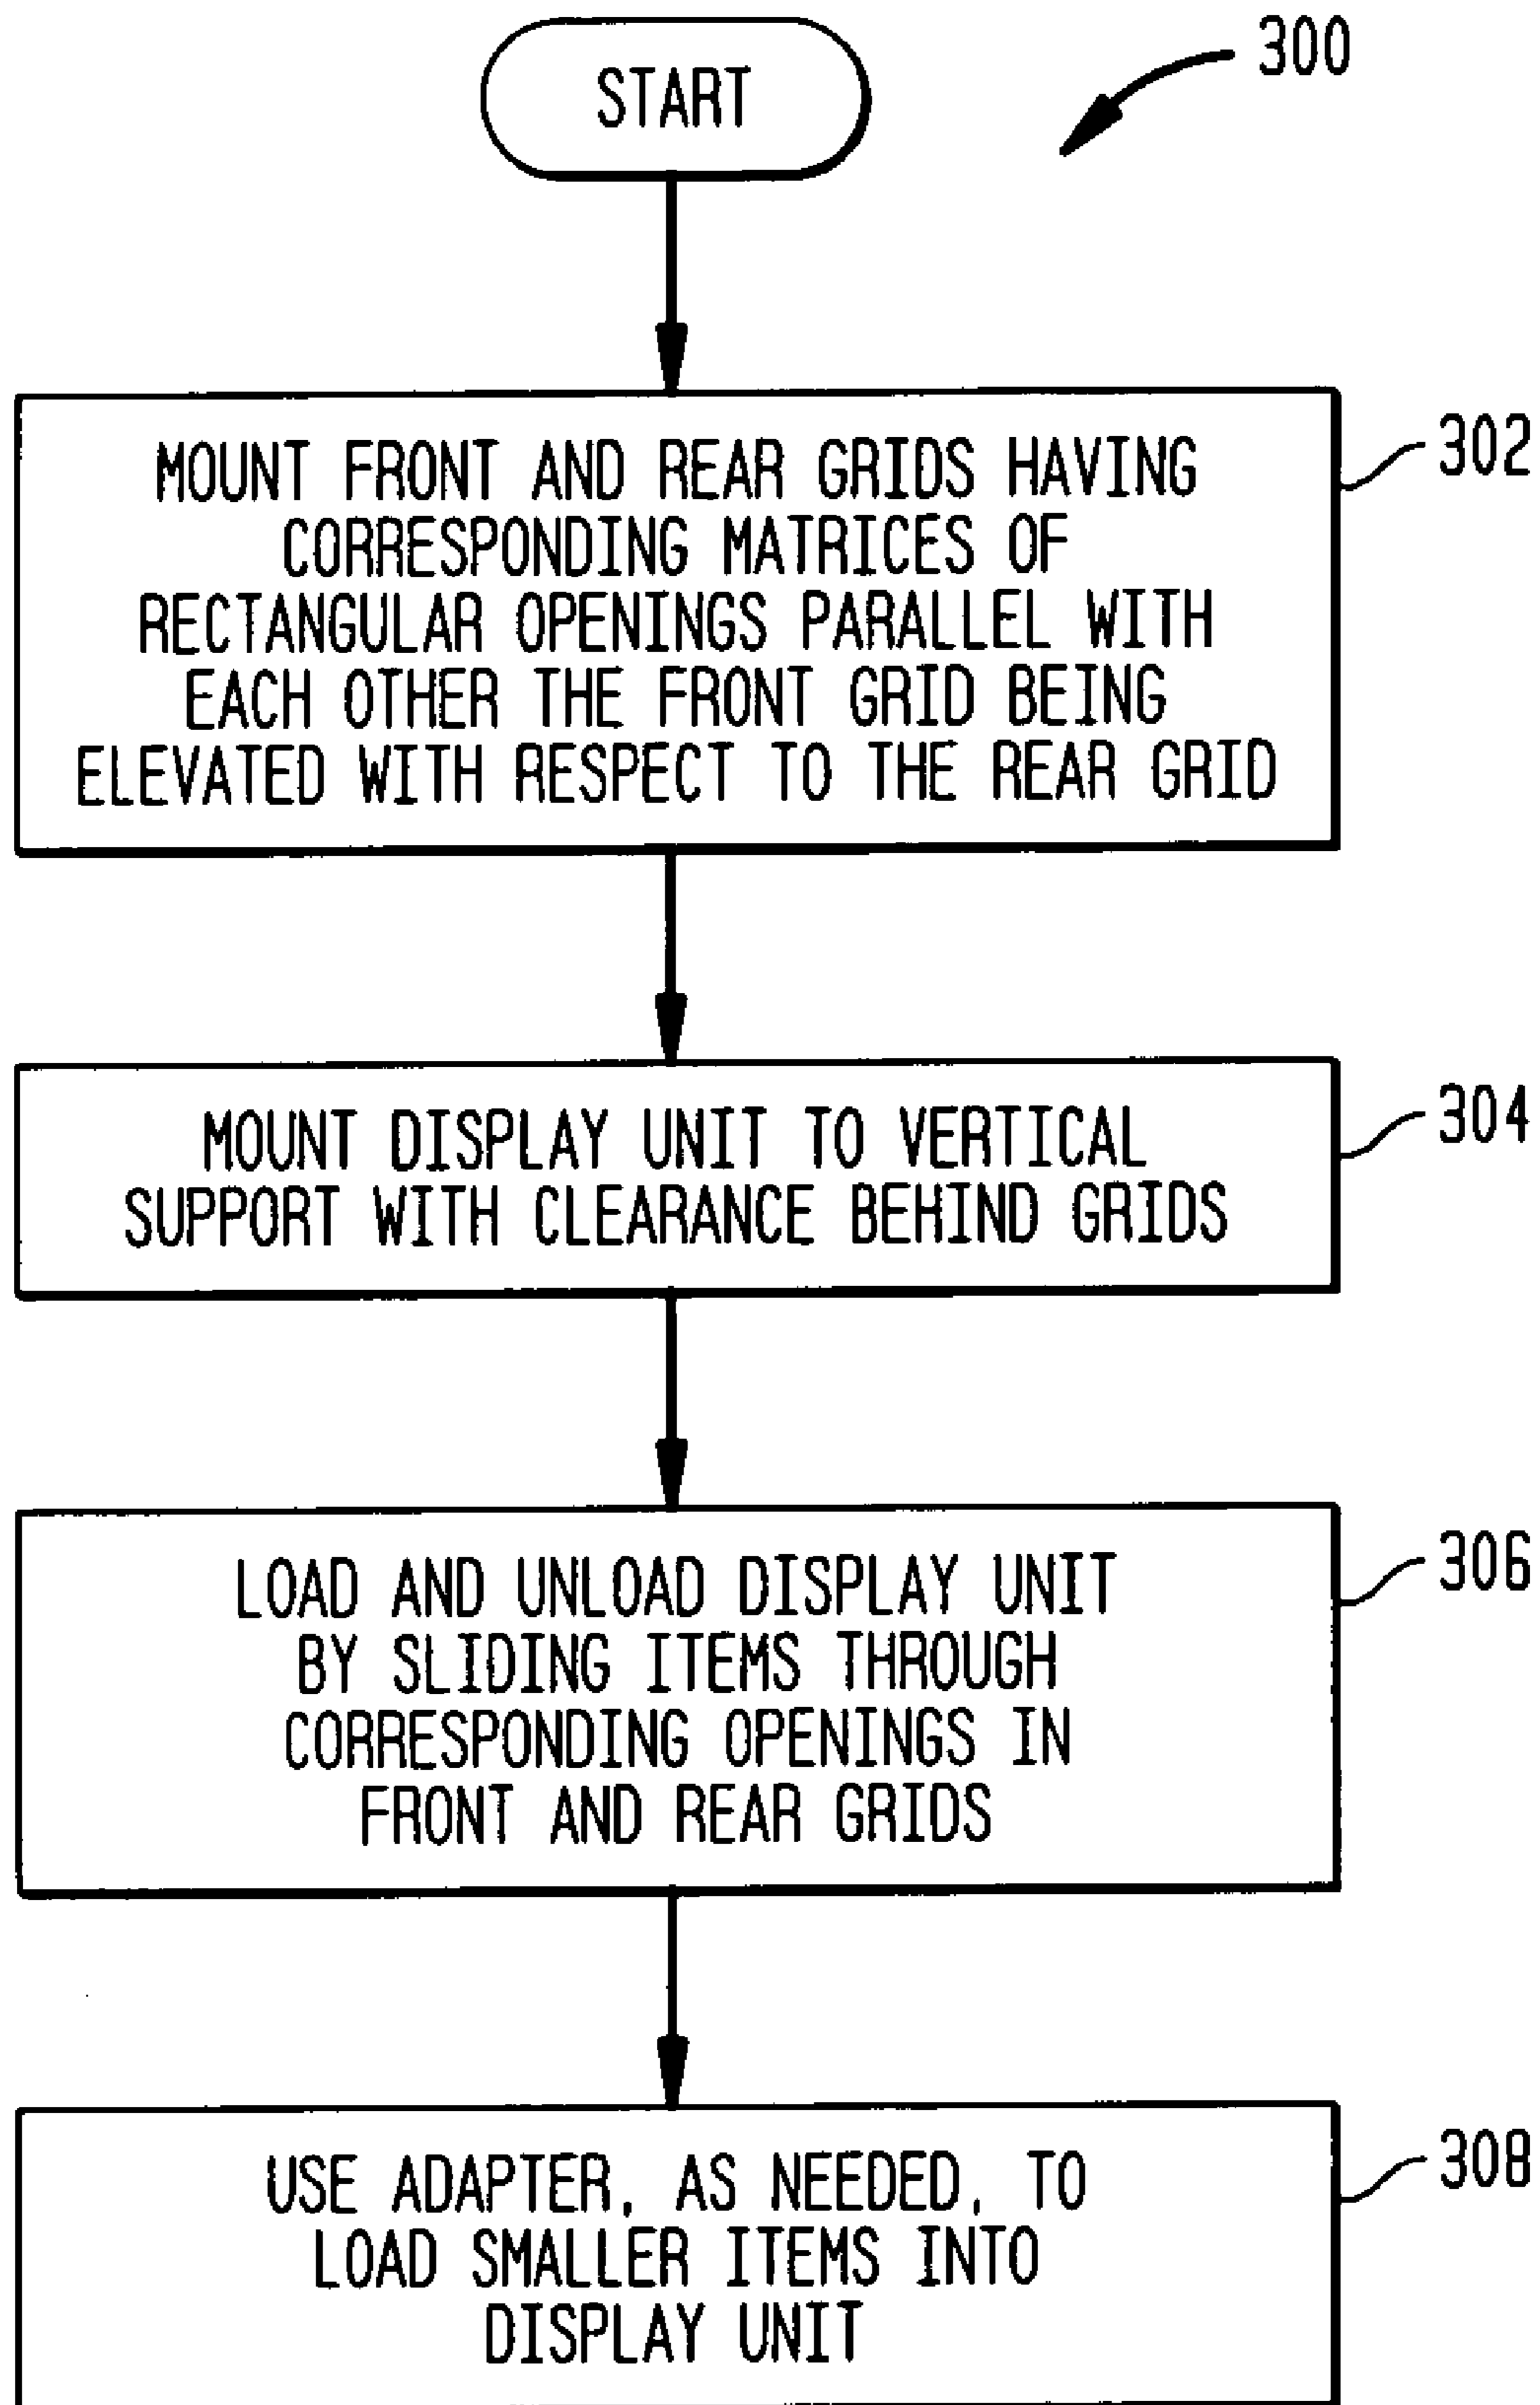 START
300
MOUNT FRONT AND REAR GRIDS HAVING
CORRESPONDING MATRICES OF
RECTANGULAR OPENINGS PARALLEL WITH
EACH OTHER THE FRONT GRID BEING
ELEVATED WITH RESPECT TO THE REAR GRID
302
MOUNT DISPLAY UNIT TO VERTICAL
SUPPORT WITH CLEARANCE BEHIND GRIDS
304
LOAD AND UNLOAD DISPLAY UNIT
BY SLIDING ITEMS THROUGH
CORRESPONDING OPENINGS IN
FRONT AND REAR GRIDS
306
USE ADAPTER, AS NEEDED, TO
LOAD SMALLER ITEMS INTO
DISPLAY UNIT
308